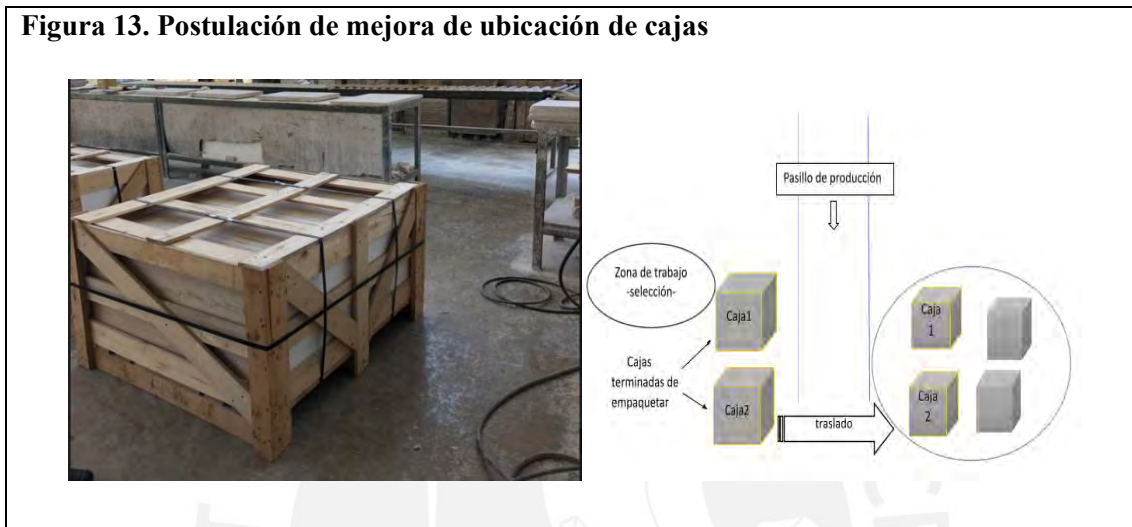 Figura 13. Postulación de mejora de ubicación de cajas
Pasillo de producción
Zona de trabajo
-selección-
Caja1
Cajas
terminadas de
empaquetar
Caja2
traslado
Caja
1
Caja
2